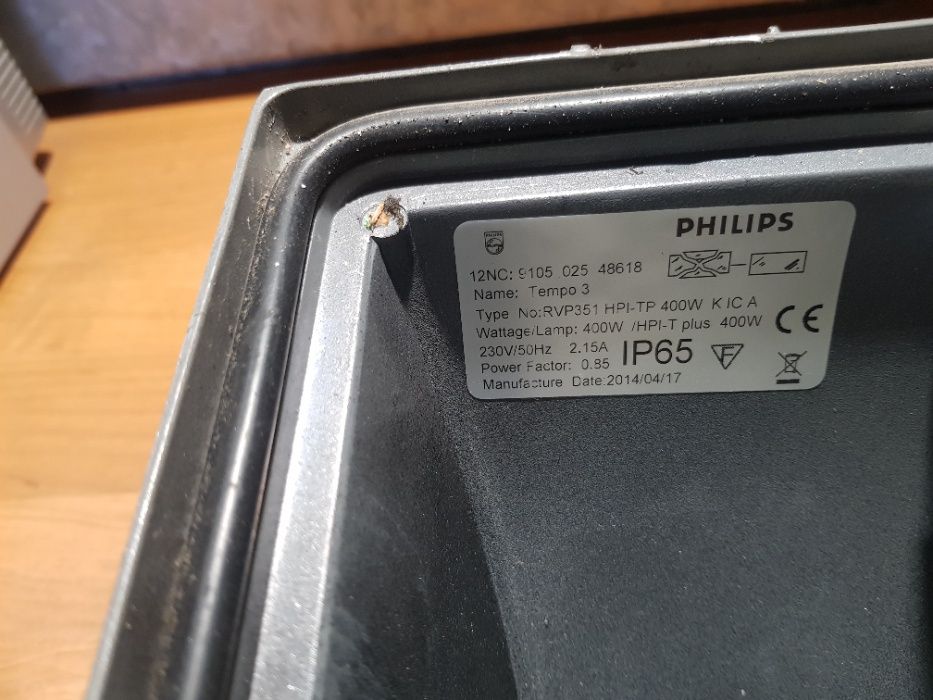 PHILIPS
12NC: 9105 025 48618
Name: Tempo 3
Type No:RVP351 HPI-TP 400W K IC A
Wattage/Lamp: 400W /HPI-T plus 400W
230V/50Hz 2.15A IP65 F
Power Factor: 0.85
Manufacture Date:2014/04/17
CE